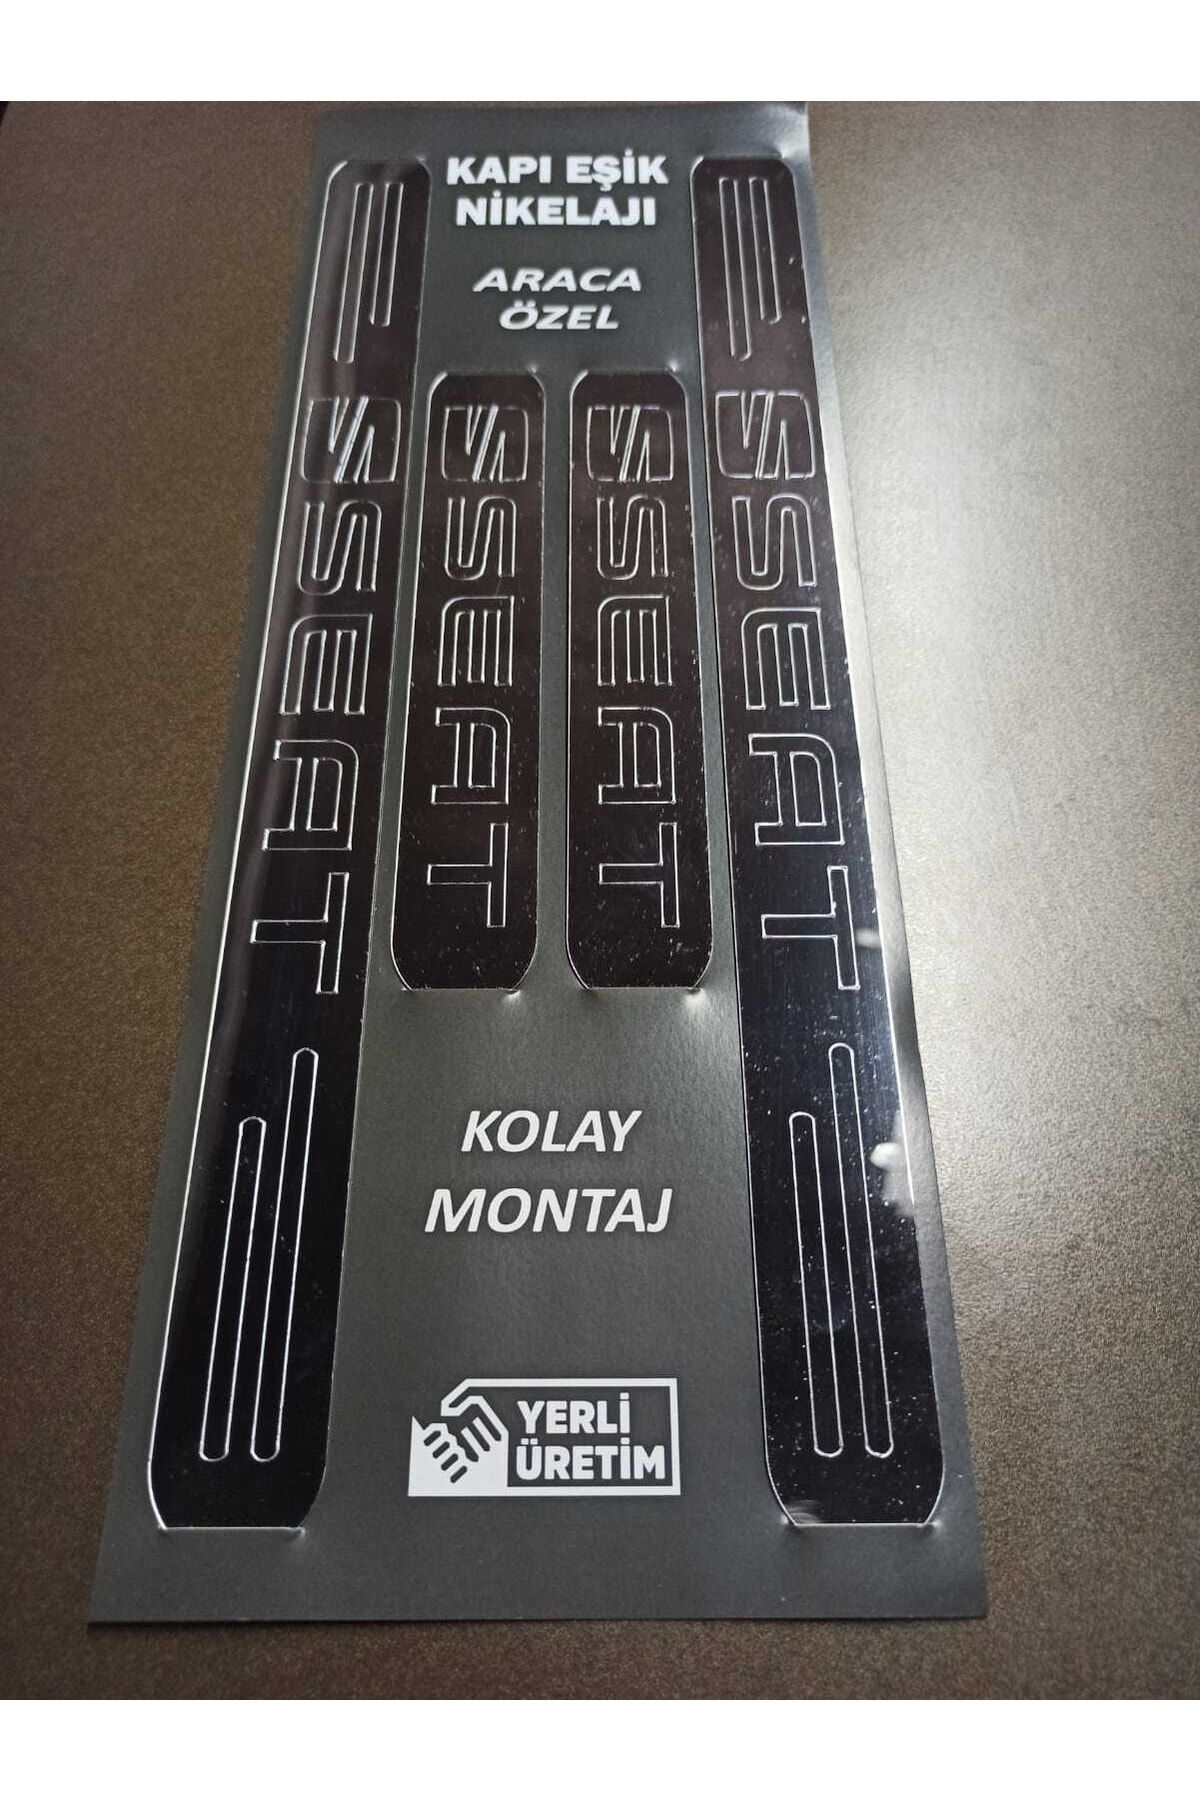 KAPI EŞİK
NİKELAJI
ARACA
ÖZEL
SEAT
SEAT
SEAT
SEAT
KOLAY
MONTAJ
YERLİ
ÜRETİM